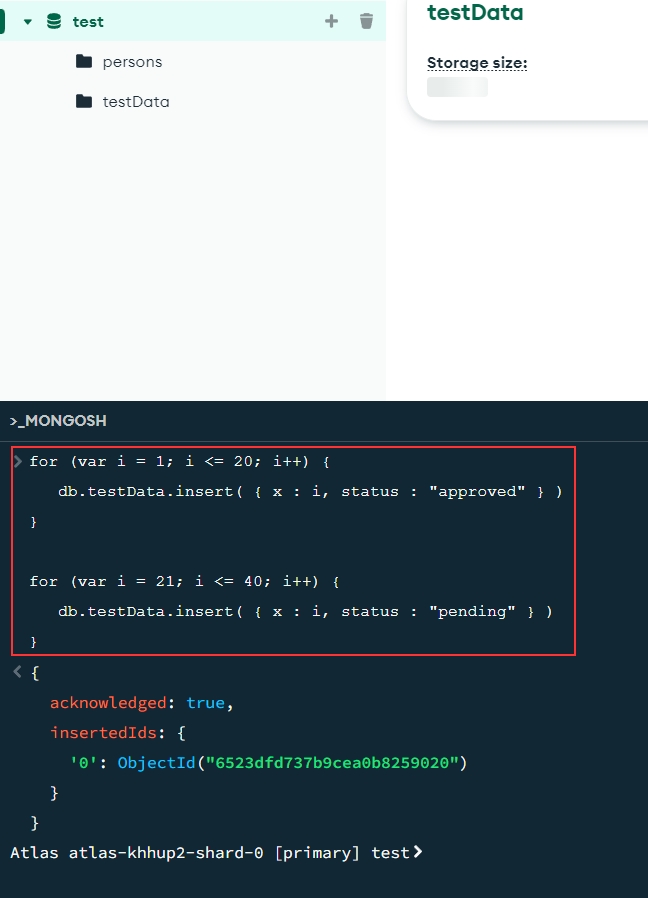 test
persons
testData
testData
Storage size:
>_MONGOSH
for (var i = 1; i <= 20; i++) {
db.testData.insert( { x : i, status : "approved" } )
}
for (var i = 21; i <= 40; i++) {
db.testData.insert( { x : i, status : "pending" } )
}
{
acknowledged: true,
insertedIds: {
'0': ObjectId("6523dfd737b9cea0b8259020")
}
}
Atlas atlas-khhup2-shard-0 [primary] test>